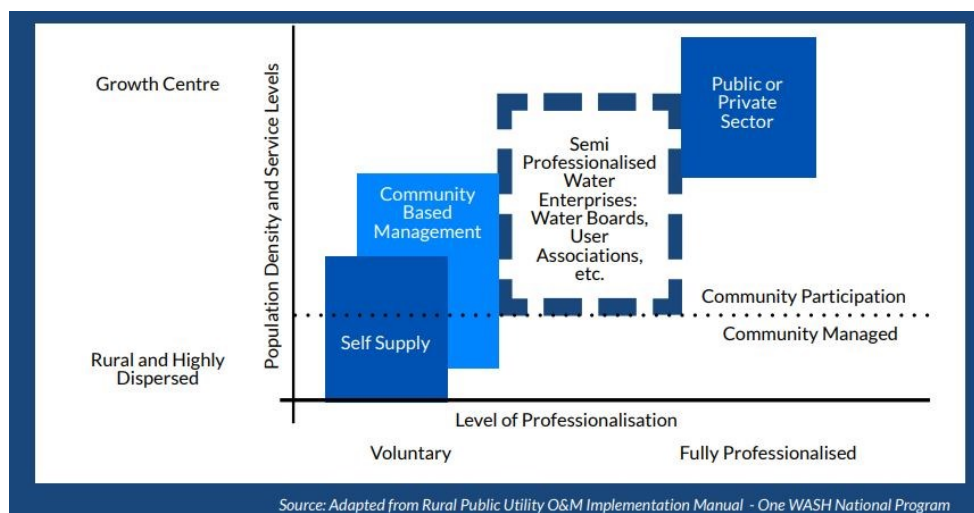 Growth Centre
Population Density and Service Levels
Public or
Private
Sector
Semi
Professionalised
Water
Enterprises:
Water Boards,
User
Associations,
etc.
Community
Based
Management
Community Participation
Community Managed
Self Supply
Rural and Highly
Dispersed
Level of Professionalisation
Voluntary
Fully Professionalised
Source: Adapted from Rural Public Utility O&M Implementation Manual - One WASH National Program